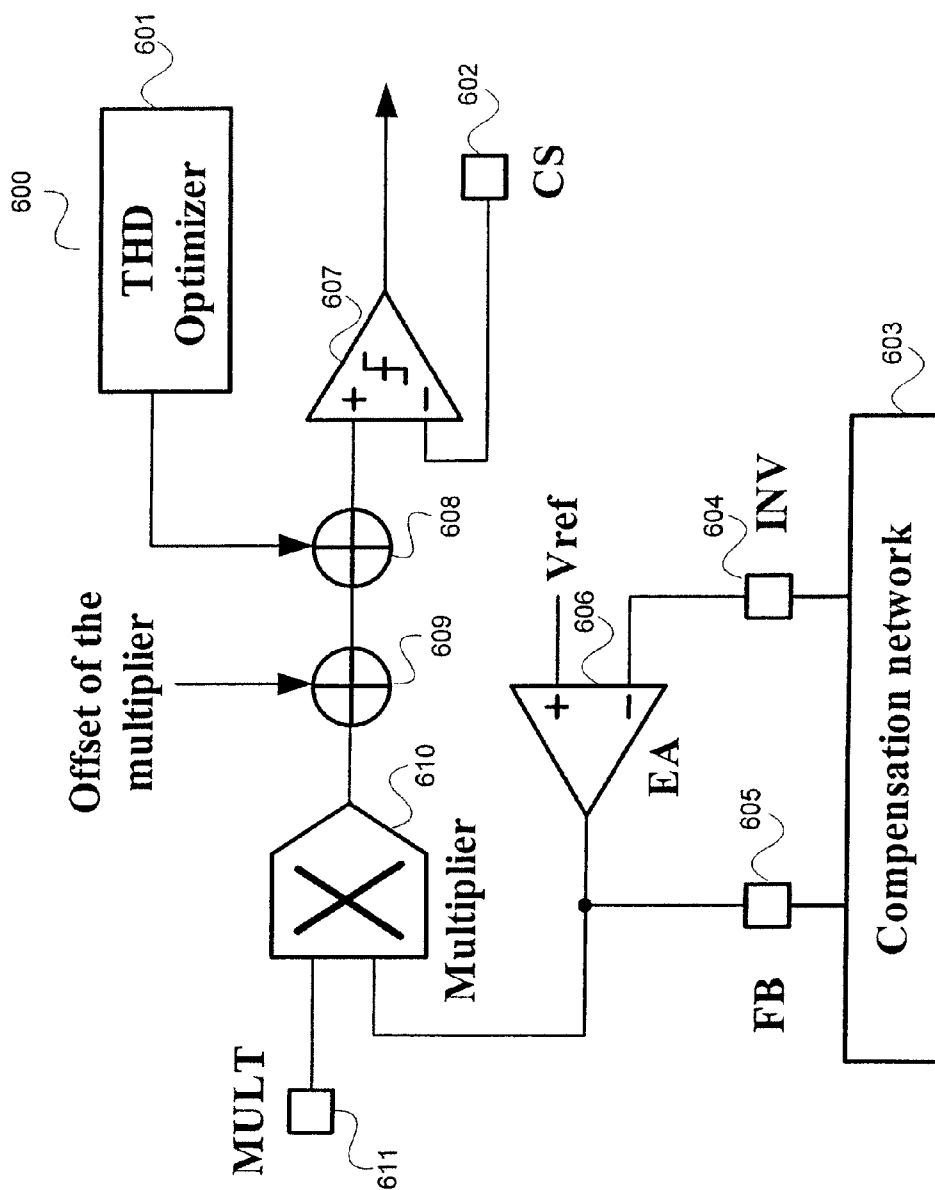 600
THD
Optimizer
601
602
CS
607
+
−
608
Offset of the
multiplier
609
610
Multiplier
MULT
611
Vref
606
+
−
EA
604
INV
605
FB
Compensation network
603